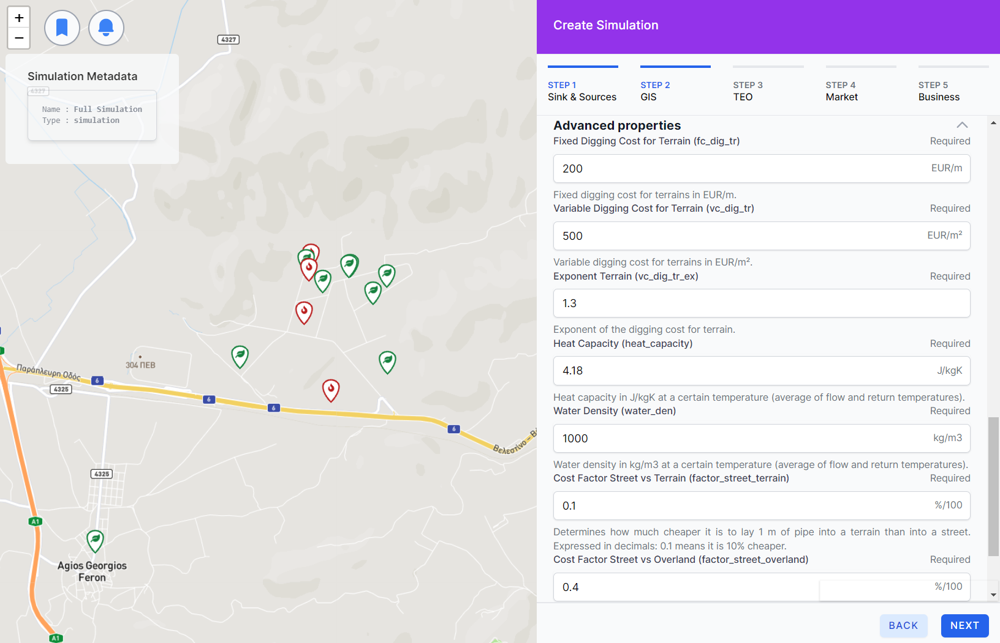 +
−
4327
Simulation Metadata
4327
Name : Full Simulation
Type : simulation
304 ΠΕΒ
Παράπλευρη Οδός
6
4325
6
6
6
4325
A1
Agios Georgios
Feron
A1
Create Simulation
STEP 1
Sink & Sources
STEP 2
GIS
STEP 3
TEO
STEP 4
Market
STEP 5
Business
Advanced properties
Fixed Digging Cost for Terrain (fc_dig_tr) Required
200 EUR/m
Fixed digging cost for terrains in EUR/m.
Variable Digging Cost for Terrain (vc_dig_tr) Required
500 EUR/m²
Variable digging cost for terrains in EUR/m².
Exponent Terrain (vc_dig_tr_ex) Required
1.3
Exponent of the digging cost for terrain.
Heat Capacity (heat_capacity) Required
4.18 J/kgK
Heat capacity in J/kgK at a certain temperature (average of flow and return temperatures).
Water Density (water_den) Required
1000 kg/m3
Water density in kg/m3 at a certain temperature (average of flow and return temperatures).
Cost Factor Street vs Terrain (factor_street_terrain) Required
0.1 %/100
Determines how much cheaper it is to lay 1 m of pipe into a terrain than into a street.
Expressed in decimals: 0.1 means it is 10% cheaper.
Cost Factor Street vs Overland (factor_street_overland) Required
0.4 %/100
BACK NEXT